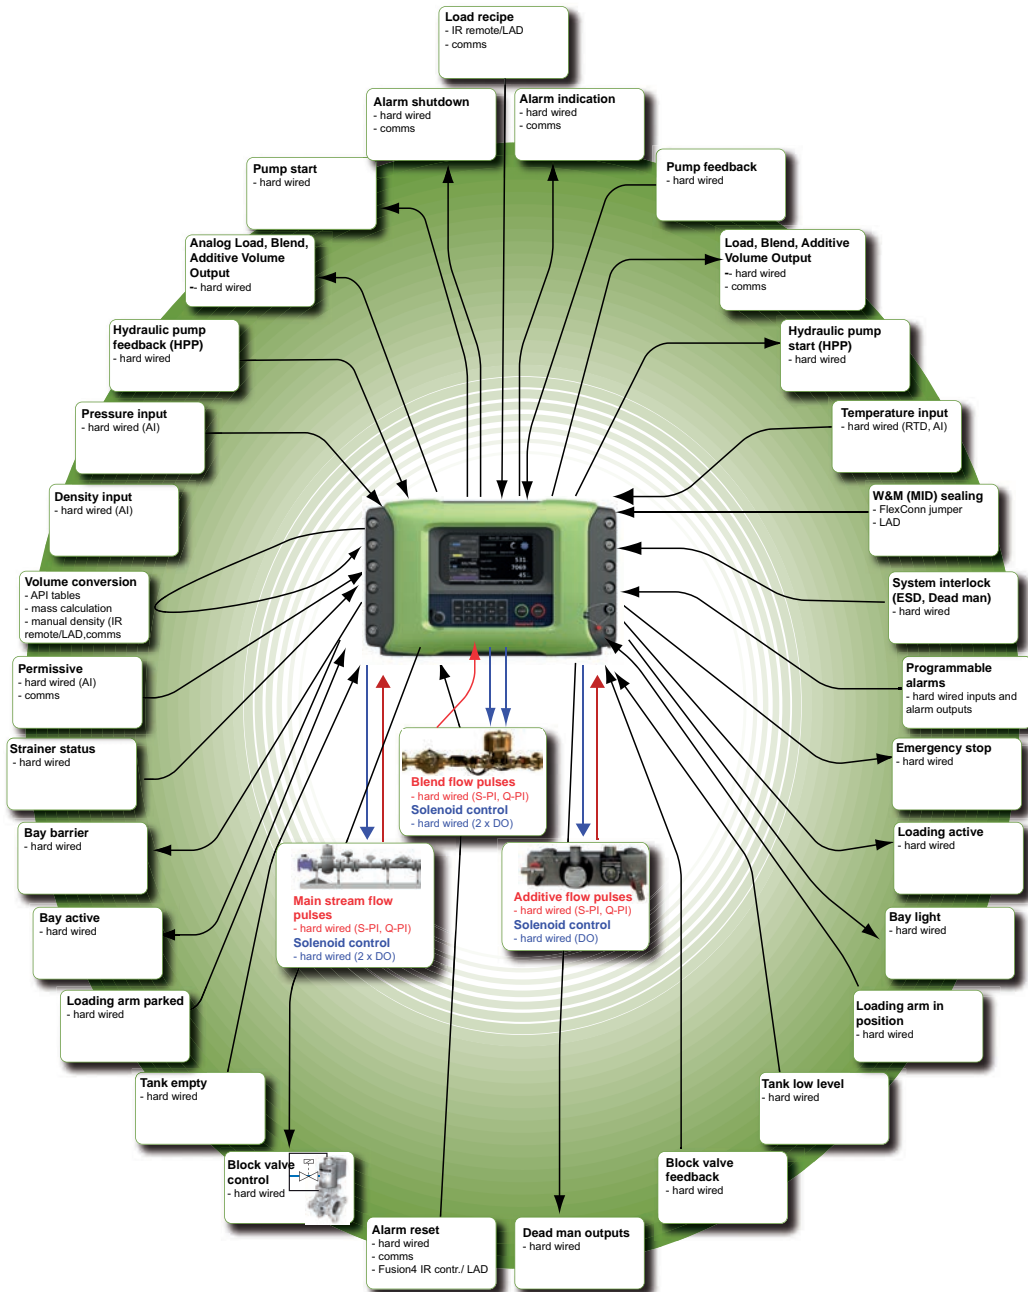 Load recipe
- IR remote/LAD
- comms
Alarm shutdown
- hard wired
- comms
Alarm indication
- hard wired
- comms
Pump start
- hard wired
Pump feedback
- hard wired
Analog Load, Blend,
Additive Volume
Output
-- hard wired
Load, Blend, Additive
Volume Output
-- hard wired
- comms
Hydraulic pump
feedback (HPP)
- hard wired
Hydraulic pump
start (HPP)
- hard wired
Pressure input
- hard wired (AI)
Temperature input
- hard wired (RTD, AI)
Density input
- hard wired (AI)
W&M (MID) sealing
- FlexConn jumper
- LAD
Volume conversion
- API tables
- mass calculation
- manual density (IR
remote/LAD,comms
System interlock
(ESD, Dead man)
- hard wired
531
7069
45
Permissive
- hard wired (AI)
- comms
Programmable
alarms
- hard wired inputs and
alarm outputs
Strainer status
- hard wired
Emergency stop
- hard wired
Blend flow pulses
- hard wired (S-PI, Q-PI)
Solenoid control
- hard wired (2 x DO)
Bay barrier
- hard wired
Loading active
- hard wired
Main stream flow
pulses
- hard wired (S-PI, Q-PI)
Solenoid control
- hard wired (2 x DO)
Additive flow pulses
- hard wired (S-PI, Q-PI)
Solenoid control
- hard wired (DO)
Bay active
- hard wired
Bay light
- hard wired
Loading arm parked
- hard wired
Loading arm in
position
- hard wired
Tank empty
- hard wired
Tank low level
- hard wired
Block valve
control
- hard wired
Block valve
feedback
- hard wired
Alarm reset
- hard wired
- comms
- Fusion4 IR contr./ LAD
Dead man outputs
- hard wired